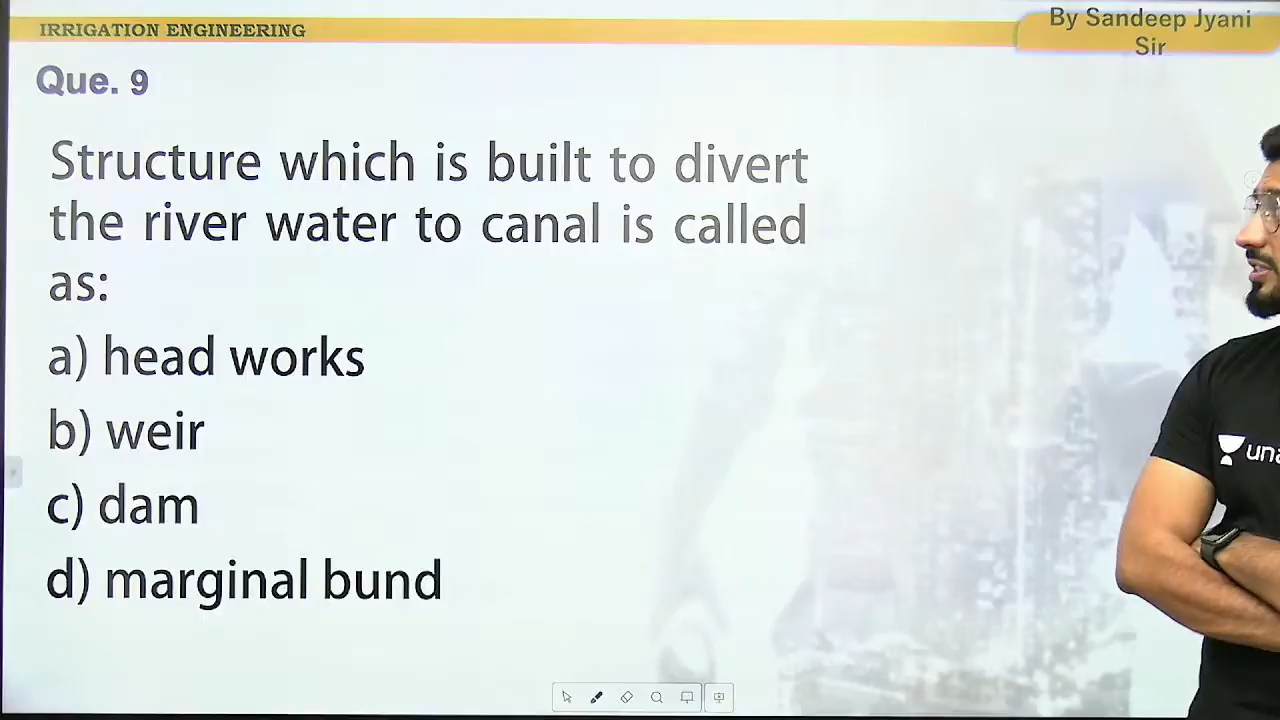 IRRIGATION ENGINEERING
By Sandeep Jyani
Sir
Que. 9
Structure which is built to divert
the river water to canal is called
as:
a) head works
b) weir
c) dam
d) marginal bund
una